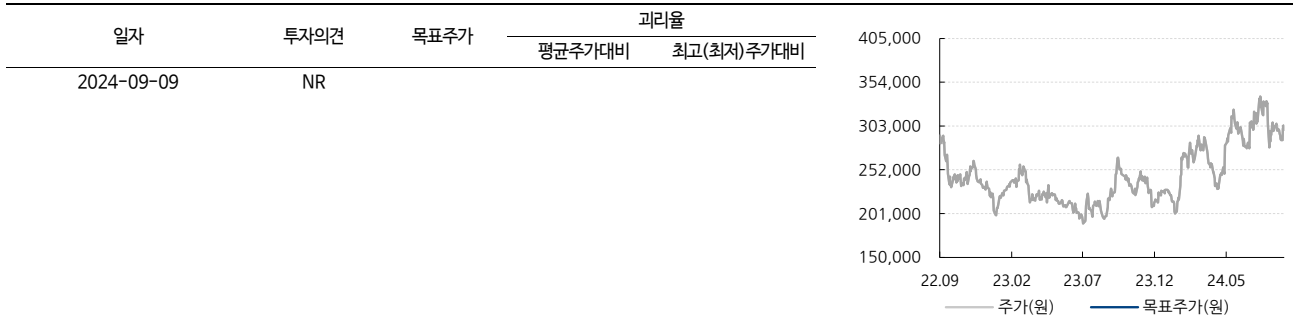 일자 투자의견 목표주가 괴리율
평균주가대비 최고(최저)주가대비
2024-09-09 NR
405,000
354,000
303,000
252,000
201,000
150,000
22.09 23.02 23.07 23.12 24.05
주가(원) 목표주가(원)